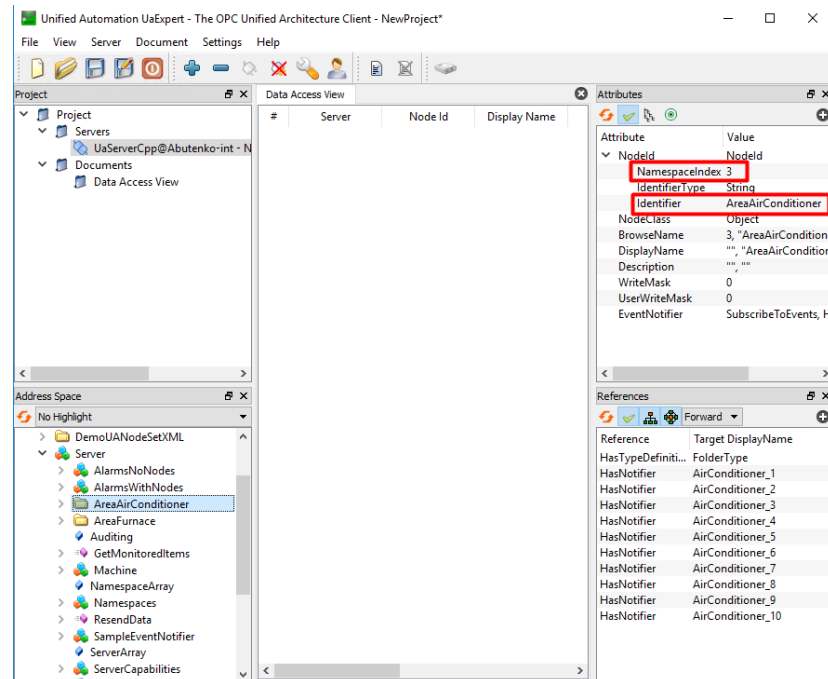 Unified Automation UaExpert - The OPC Unified Architecture Client - NewProject*
File View Server Document Settings Help
Project
Project
Servers
UaServerCpp@Abutenko-int - N
Documents
Data Access View
Address Space
No Highlight
DemoUANodeSetXML
Server
AlarmsNoNodes
AlarmsWithNodes
AreaAirConditioner
AreaFurnace
Auditing
GetMonitoredItems
Machine
NamespaceArray
Namespaces
ResendData
SampleEventNotifier
ServerArray
ServerCapabilities
Data Access View
# Server Node Id Display Name
Attributes
Attribute Value
NodeId NodeId
NamespaceIndex 3
IdentifierType String
Identifier AreaAirConditioner
NodeClass Object
BrowseName 3, "AreaAirCondition
DisplayName "", "AreaAirCondition
Description "", ""
WriteMask 0
UserWriteMask 0
EventNotifier SubscribeToEvents, H
References
Forward
Reference Target DisplayName
HasTypeDefiniti... FolderType
HasNotifier AirConditioner_1
HasNotifier AirConditioner_2
HasNotifier AirConditioner_3
HasNotifier AirConditioner_4
HasNotifier AirConditioner_5
HasNotifier AirConditioner_6
HasNotifier AirConditioner_7
HasNotifier AirConditioner_8
HasNotifier AirConditioner_9
HasNotifier AirConditioner_10